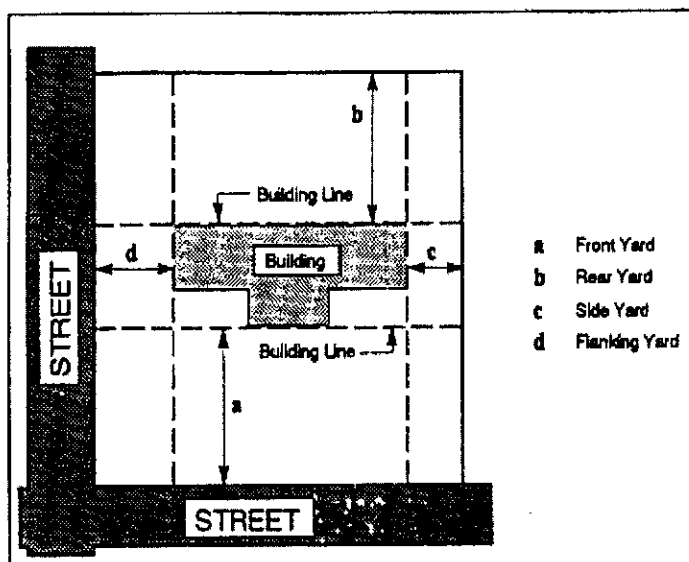 b
Building Line
d
Building
c
STREET
Building Line
a
STREET
a Front Yard
b Rear Yard
c Side Yard
d Flanking Yard